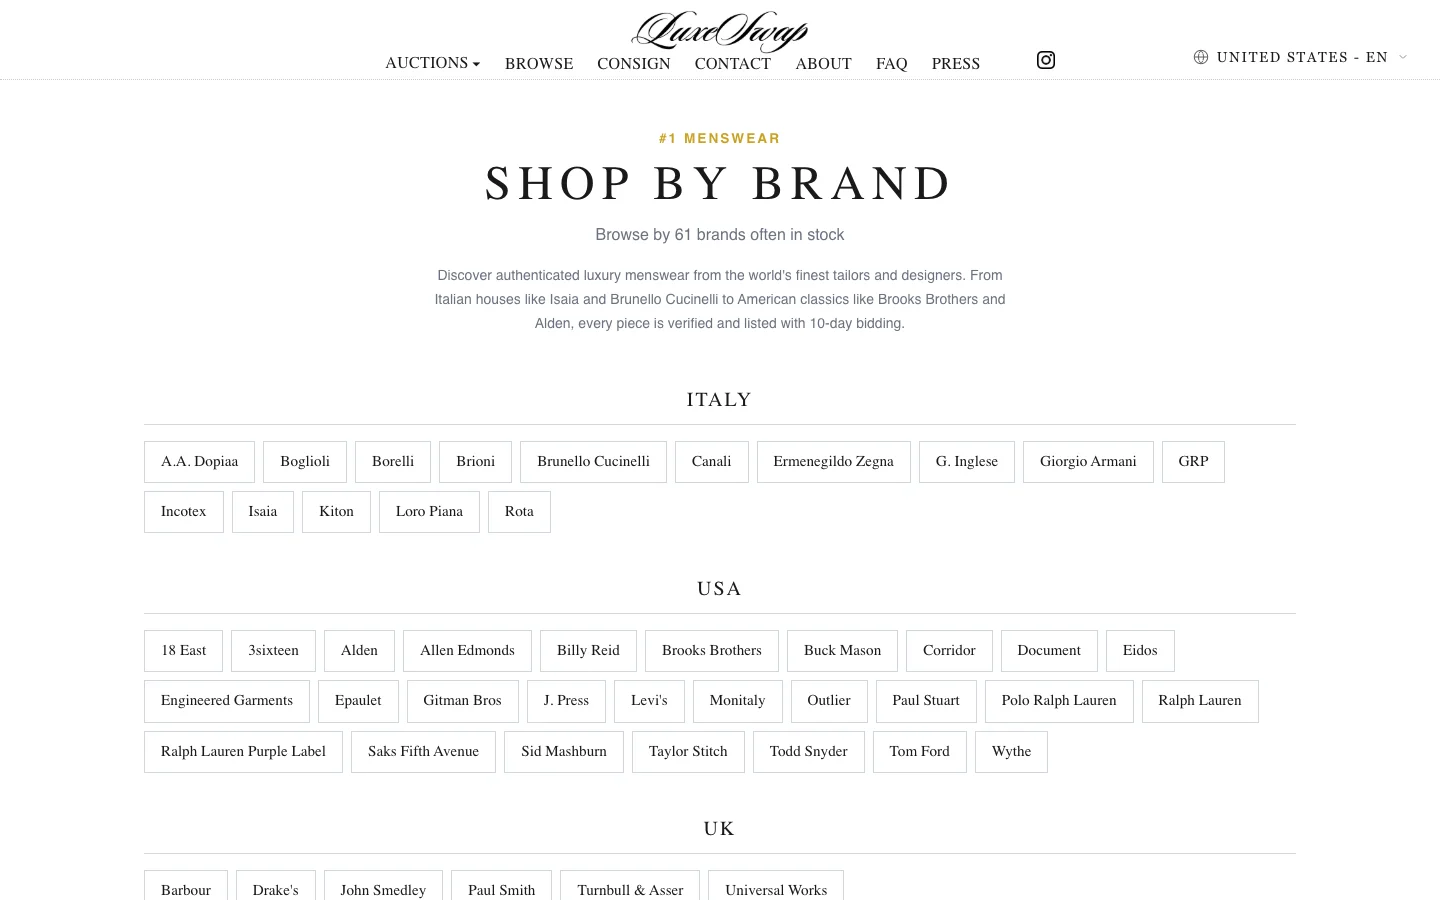 LuxeSwap
AUCTIONS BROWSE CONSIGN CONTACT ABOUT FAQ PRESS
UNITED STATES - EN
#1 MENSWEAR
SHOP BY BRAND
Browse by 61 brands often in stock
Discover authenticated luxury menswear from the world's finest tailors and designers. From
Italian houses like Isaia and Brunello Cucinelli to American classics like Brooks Brothers and
Alden, every piece is verified and listed with 10-day bidding.
ITALY
A.A. Dopiaa Boglioli Borelli Brioni Brunello Cucinelli Canali Ermenegildo Zegna G. Inglese Giorgio Armani GRP
Incotex Isaia Kiton Loro Piana Rota
USA
18 East 3sixteen Alden Allen Edmonds Billy Reid Brooks Brothers Buck Mason Corridor Document Eidos
Engineered Garments Epaulet Gitman Bros J. Press Levi's Monitaly Outlier Paul Stuart Polo Ralph Lauren Ralph Lauren
Ralph Lauren Purple Label Saks Fifth Avenue Sid Mashburn Taylor Stitch Todd Snyder Tom Ford Wythe
UK
Barbour Drake's John Smedley Paul Smith Turnbull & Asser Universal Works